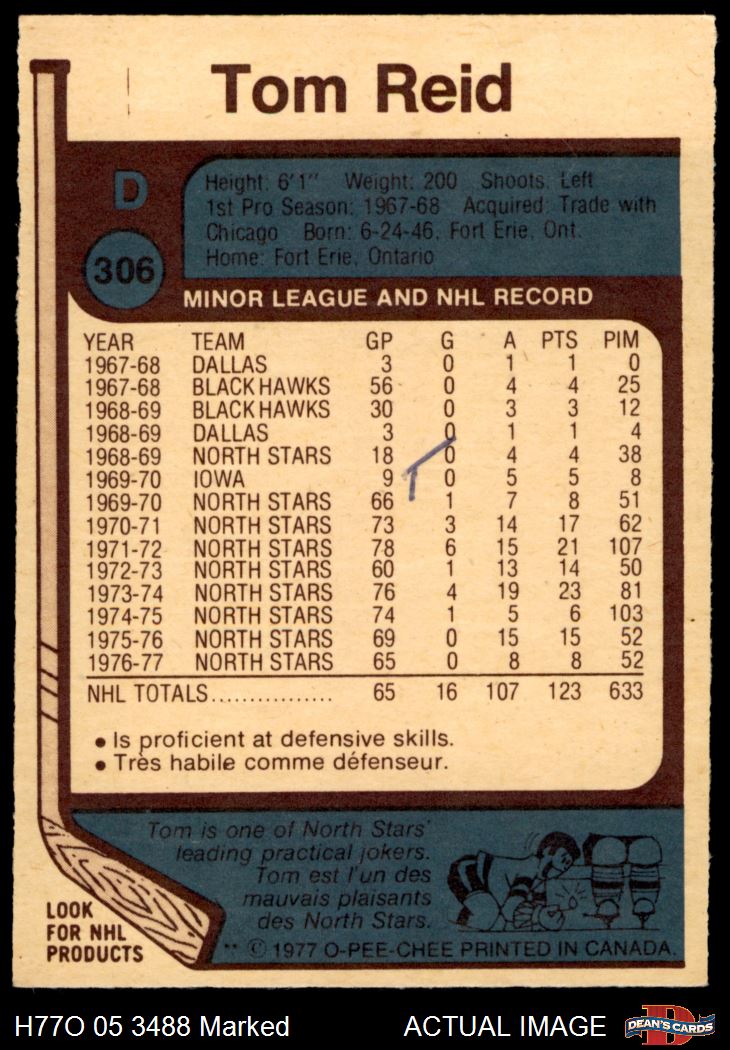 Tom Reid
D
306
Height: 6'1" Weight: 200 Shoots: Left
1st Pro Season: 1967-68 Acquired: Trade with
Chicago Born: 6-24-46, Fort Erie, Ont.
Home: Fort Erie, Ontario
MINOR LEAGUE AND NHL RECORD
YEAR TEAM GP G A PTS PIM
1967-68 DALLAS 3 0 1 1 0
1967-68 BLACK HAWKS 56 0 4 4 25
1968-69 BLACK HAWKS 30 0 3 3 12
1968-69 DALLAS 3 0 1 1 4
1968-69 NORTH STARS 18 0 4 4 38
1969-70 IOWA 9 0 5 5 8
1969-70 NORTH STARS 66 1 7 8 51
1970-71 NORTH STARS 73 3 14 17 62
1971-72 NORTH STARS 78 6 15 21 107
1972-73 NORTH STARS 60 1 13 14 50
1973-74 NORTH STARS 76 4 19 23 81
1974-75 NORTH STARS 74 1 5 6 103
1975-76 NORTH STARS 69 0 15 15 52
1976-77 NORTH STARS 65 0 8 8 52
NHL TOTALS................ 65 16 107 123 633
• Is proficient at defensive skills.
• Très habile comme défenseur.
Tom is one of North Stars'
leading practical jokers.
Tom est l'un des
mauvais plaisants
des North Stars.
LOOK
FOR NHL
PRODUCTS
** © 1977 O-PEE-CHEE PRINTED IN CANADA.
H77O 05 3488 Marked ACTUAL IMAGE
D
DEAN'S CARDS